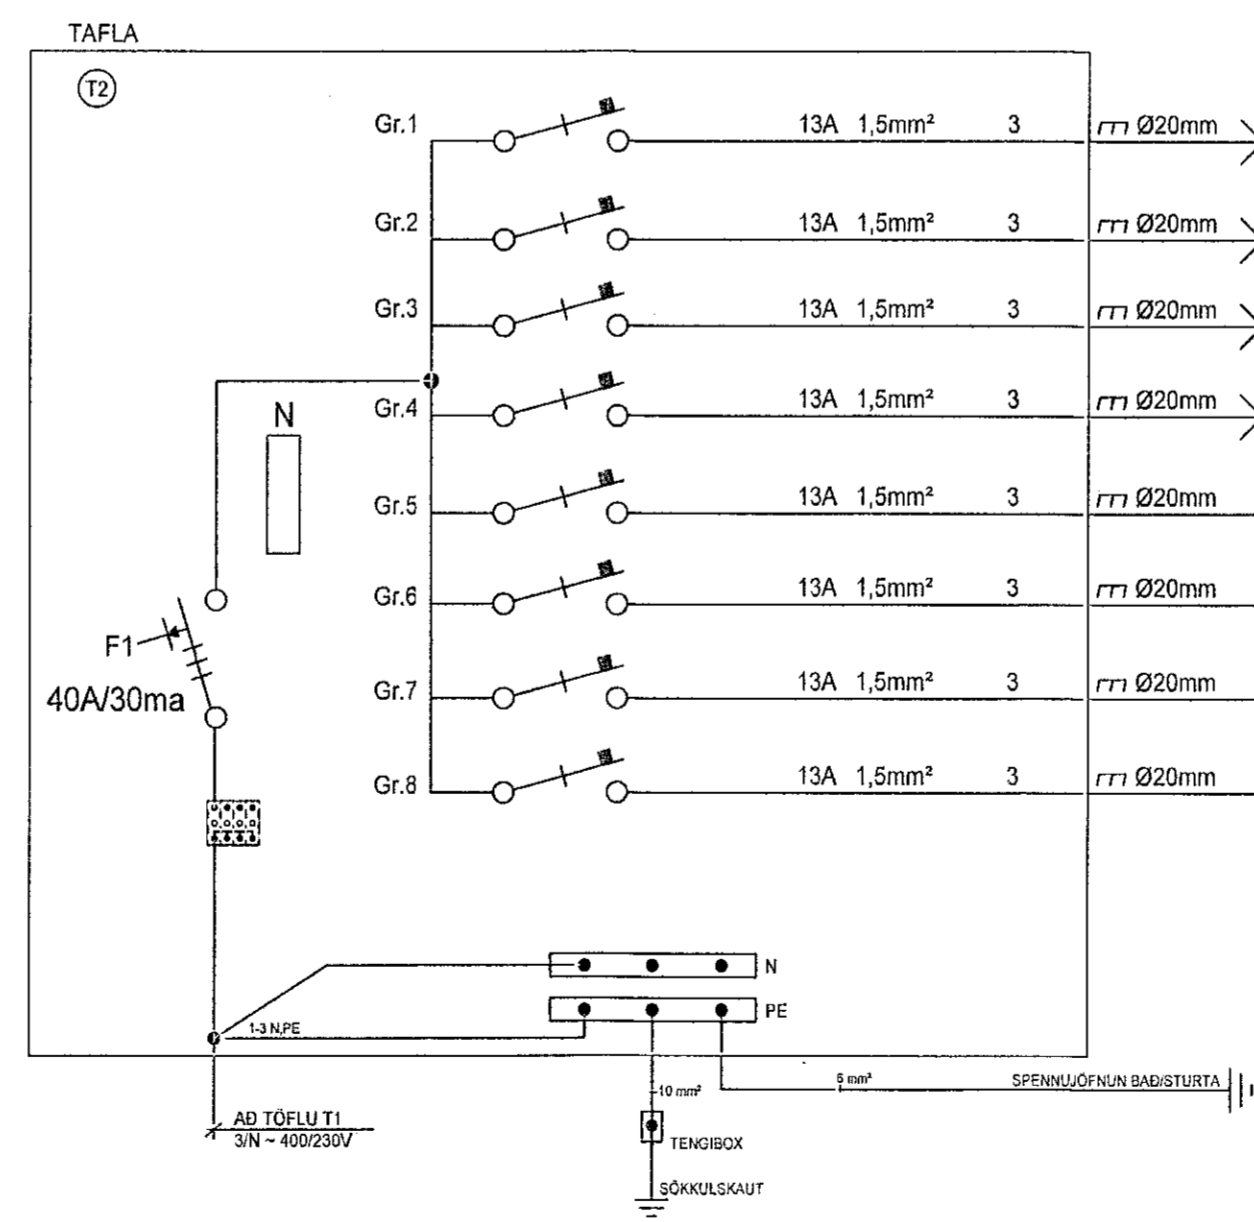 TAFLA
T2
Gr.1 13A 1,5mm² 3 Ø20mm
Gr.2 13A 1,5mm² 3 Ø20mm
Gr.3 13A 1,5mm² 3 Ø20mm
Gr.4 13A 1,5mm² 3 Ø20mm
N
Gr.5 13A 1,5mm² 3 Ø20mm
Gr.6 13A 1,5mm² 3 Ø20mm
F1
40A/30ma
Gr.7 13A 1,5mm² 3 Ø20mm
Gr.8 13A 1,5mm² 3 Ø20mm
N
PE
1-3 N,PE
6 mm²
SPENNUJÖFNUN BAÐ/STURTA
10 mm²
AÐ TÖFLU T1
3/N ~ 400/230V
TENGIBOX
SÖKKULSKAUT